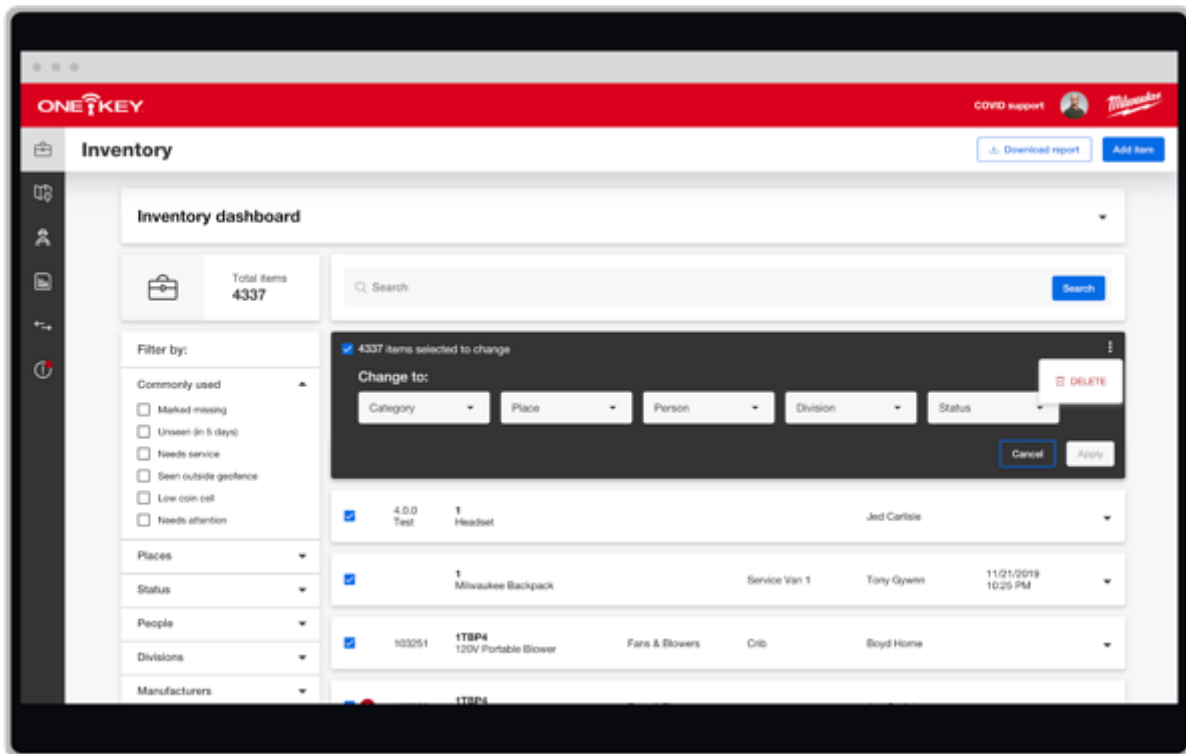 ONE KEY
COVID support
Milwaukee
Inventory
Download report
Add item
Inventory dashboard
Total items
4337
Search
Search
Filter by:
Commonly used
Marked missing
Unseen (in 5 days)
Needs service
Seen outside geofence
Low coin cell
Needs attention
Places
Status
People
Divisions
Manufacturers
4337 items selected to change
DELETE
Change to:
Category
Place
Person
Division
Status
Cancel
Apply
4.0.0
Test
1
Headset
Jed Carlisle
1
Milwaukee Backpack
Service Van 1
Tony Gywnn
11/21/2019
10:25 PM
103251
1TBP4
120V Portable Blower
Fans & Blowers
Crib
Boyd Home
1TBP4